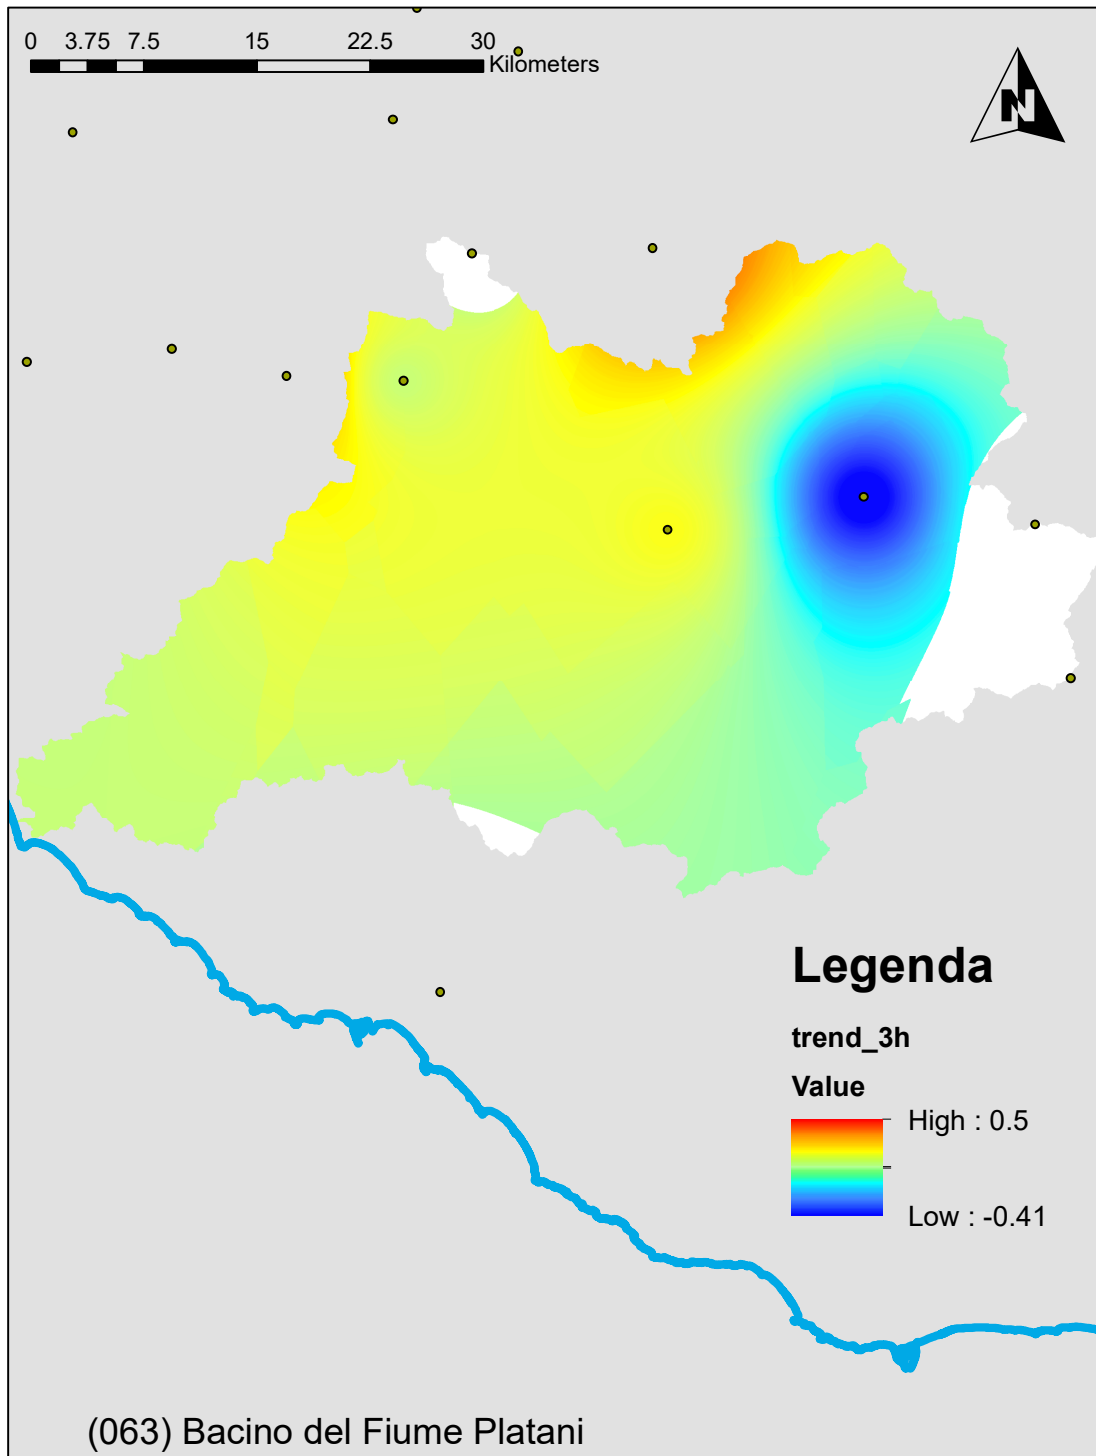 0 3.75 7.5 15 22.5 30
Kilometers
N
Legenda
trend_3h
Value
High : 0.5
Low : -0.41
(063) Bacino del Fiume Platani